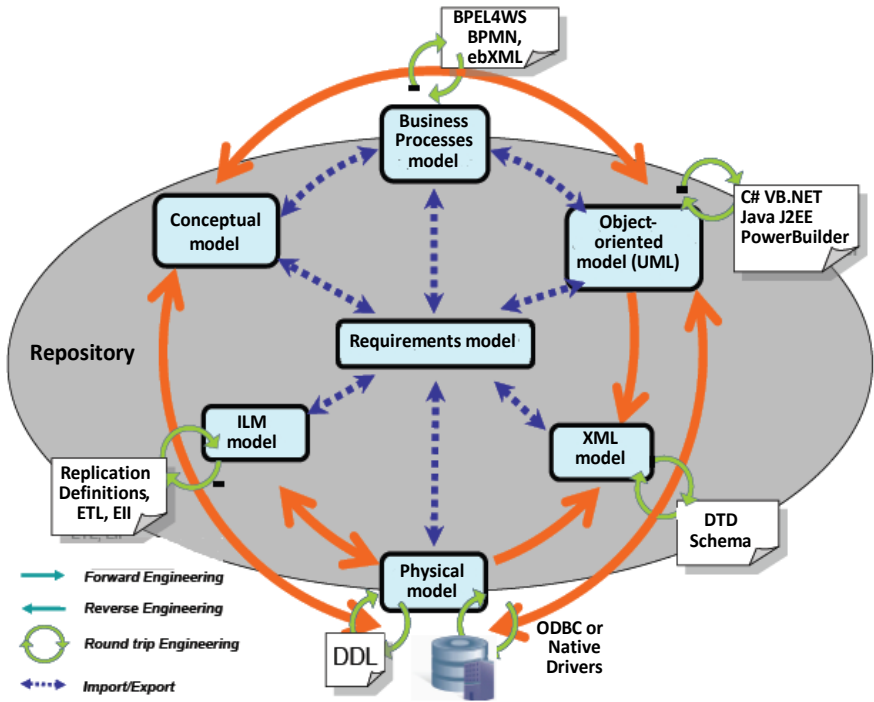 BPEL4WS
BPMN,
ebXML
Business
Processes
model
Conceptual
model
Object-
oriented
model (UML)
C# VB.NET
Java J2EE
PowerBuilder
Repository
Requirements model
ILM
model
XML
model
Replication
Definitions,
ETL, EII
DTD
Schema
Physical
model
Forward Engineering
Reverse Engineering
Round trip Engineering
Import/Export
DDL
ODBC or
Native
Drivers